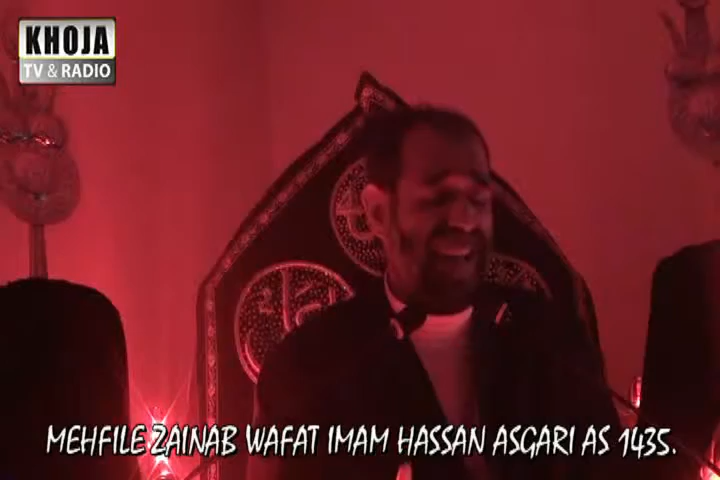 KHOJA
TV & RADIO
MEHFILE ZAINAB WAFAT IMAM HASSAN ASGARI AS 1435.